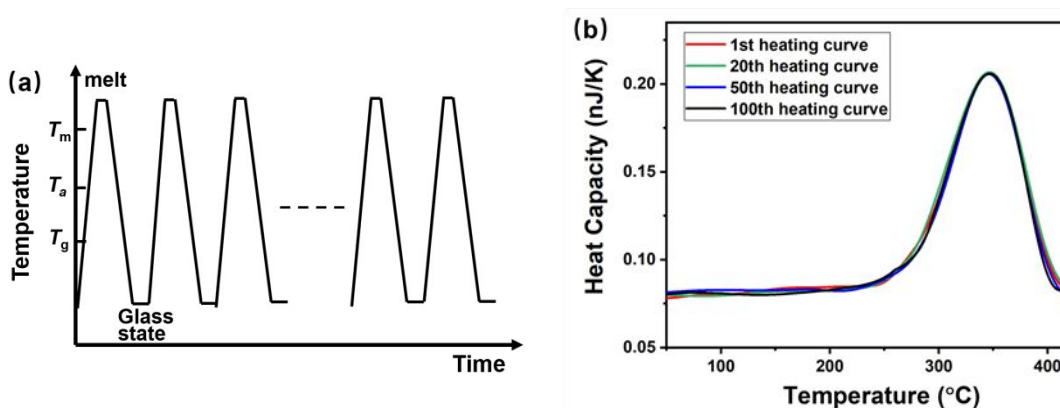 (a)
melt
Tm
Ta
Tg
Temperature
Glass
state
Time
(b)
1st heating curve
20th heating curve
50th heating curve
100th heating curve
Heat Capacity (nJ/K)
0.20
0.15
0.10
0.05
100
200
300
400
Temperature (°C)